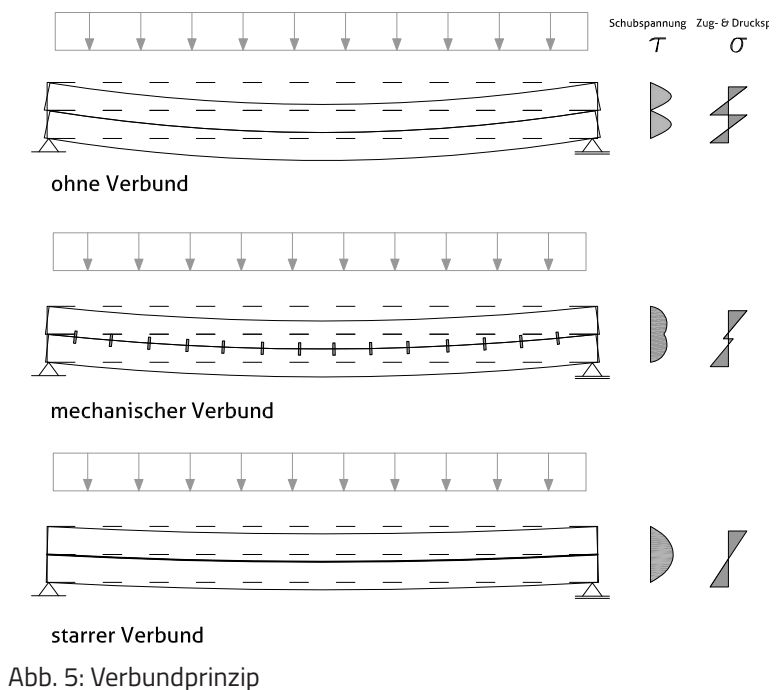 Schubspannung Zug- & Drucksp
τ σ
ohne Verbund
mechanischer Verbund
starrer Verbund
Abb. 5: Verbundprinzip